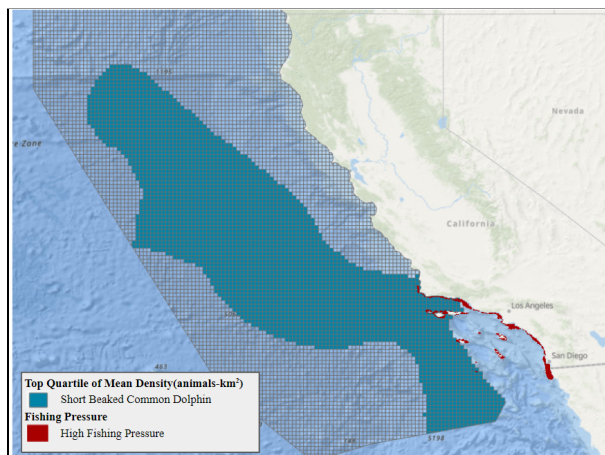 Nevada
e-Zone
California
Los Angeles
San Diego
Top Quartile of Mean Density(animals-km²)
Short Beaked Common Dolphin
Fishing Pressure
High Fishing Pressure
5198